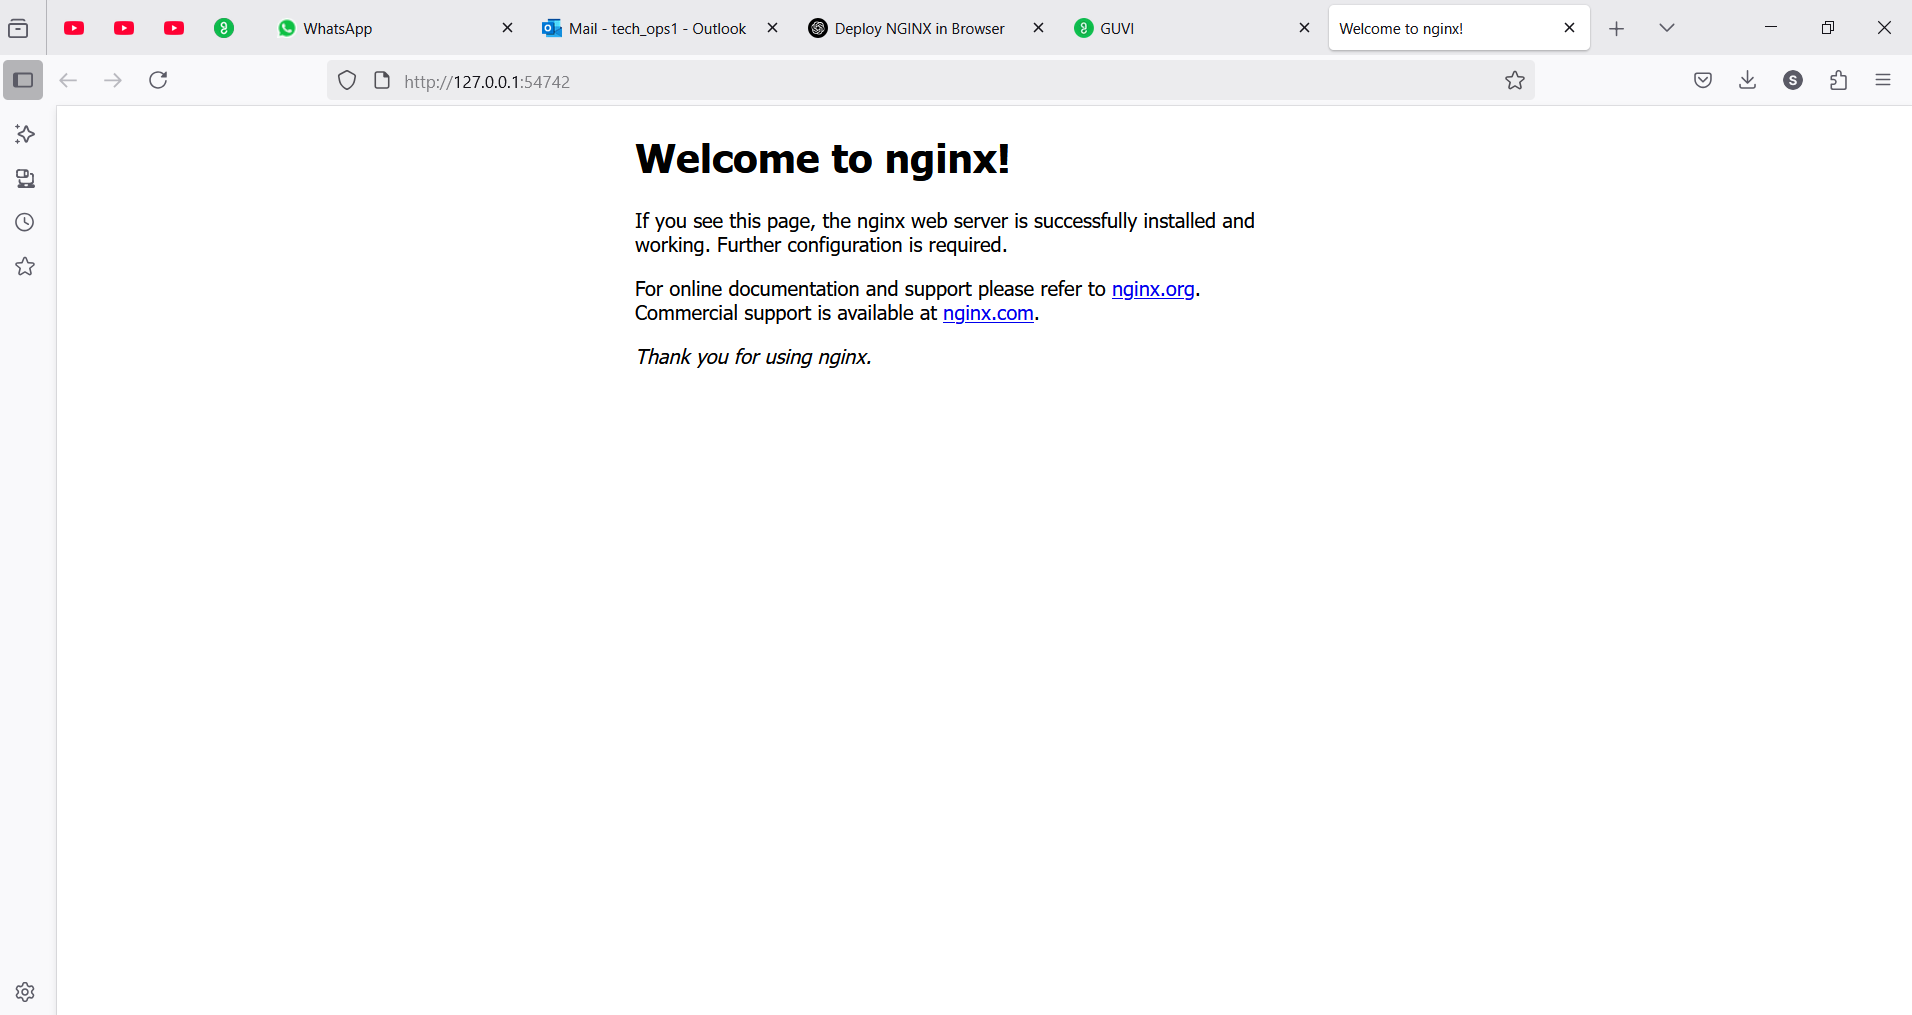 WhatsApp
Mail - tech_ops1 - Outlook
Deploy NGINX in Browser
GUVI
Welcome to nginx!
http://127.0.0.1:54742
S
Welcome to nginx!
If you see this page, the nginx web server is successfully installed and
working. Further configuration is required.
For online documentation and support please refer to nginx.org.
Commercial support is available at nginx.com.
Thank you for using nginx.